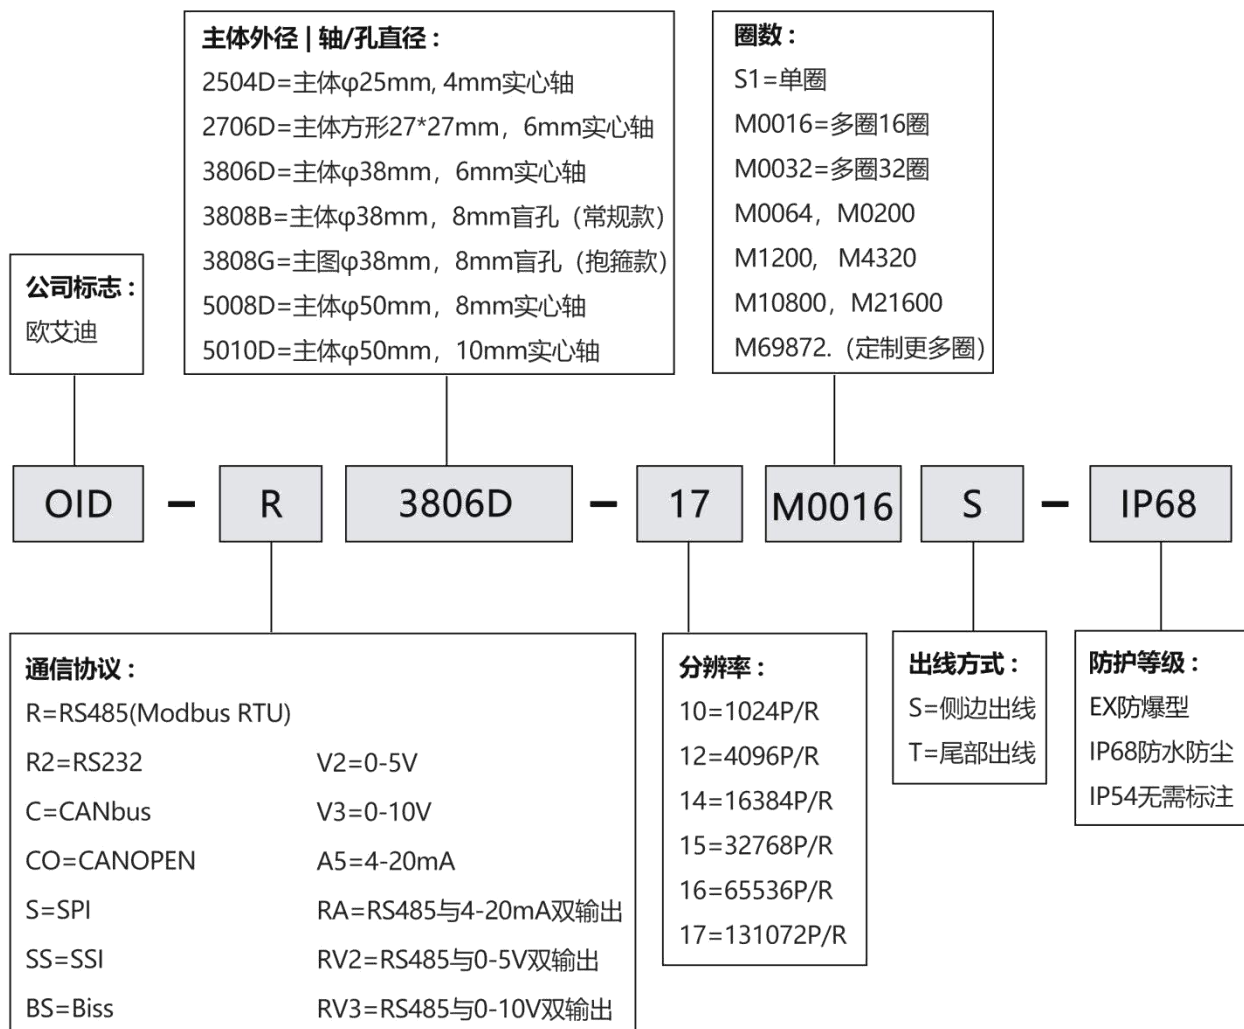 主体外径 | 轴/孔直径：
2504D=主体φ25mm, 4mm实心轴
2706D=主体方形27*27mm，6mm实心轴
3806D=主体φ38mm，6mm实心轴
3808B=主体φ38mm，8mm盲孔（常规款）
3808G=主图φ38mm，8mm盲孔（抱箍款）
5008D=主体φ50mm，8mm实心轴
5010D=主体φ50mm，10mm实心轴
圈数：
S1=单圈
M0016=多圈16圈
M0032=多圈32圈
M0064，M0200
M1200，M4320
M10800，M21600
M69872.（定制更多圈）
公司标志：
欧艾迪
OID – R 3806D – 17 M0016 S – IP68
通信协议：
R=RS485(Modbus RTU)
R2=RS232 V2=0-5V
C=CANbus V3=0-10V
CO=CANOPEN A5=4-20mA
S=SPI RA=RS485与4-20mA双输出
SS=SSI RV2=RS485与0-5V双输出
BS=Biss RV3=RS485与0-10V双输出
分辨率：
10=1024P/R
12=4096P/R
14=16384P/R
15=32768P/R
16=65536P/R
17=131072P/R
出线方式：
S=侧边出线
T=尾部出线
防护等级：
EX防爆型
IP68防水防尘
IP54无需标注